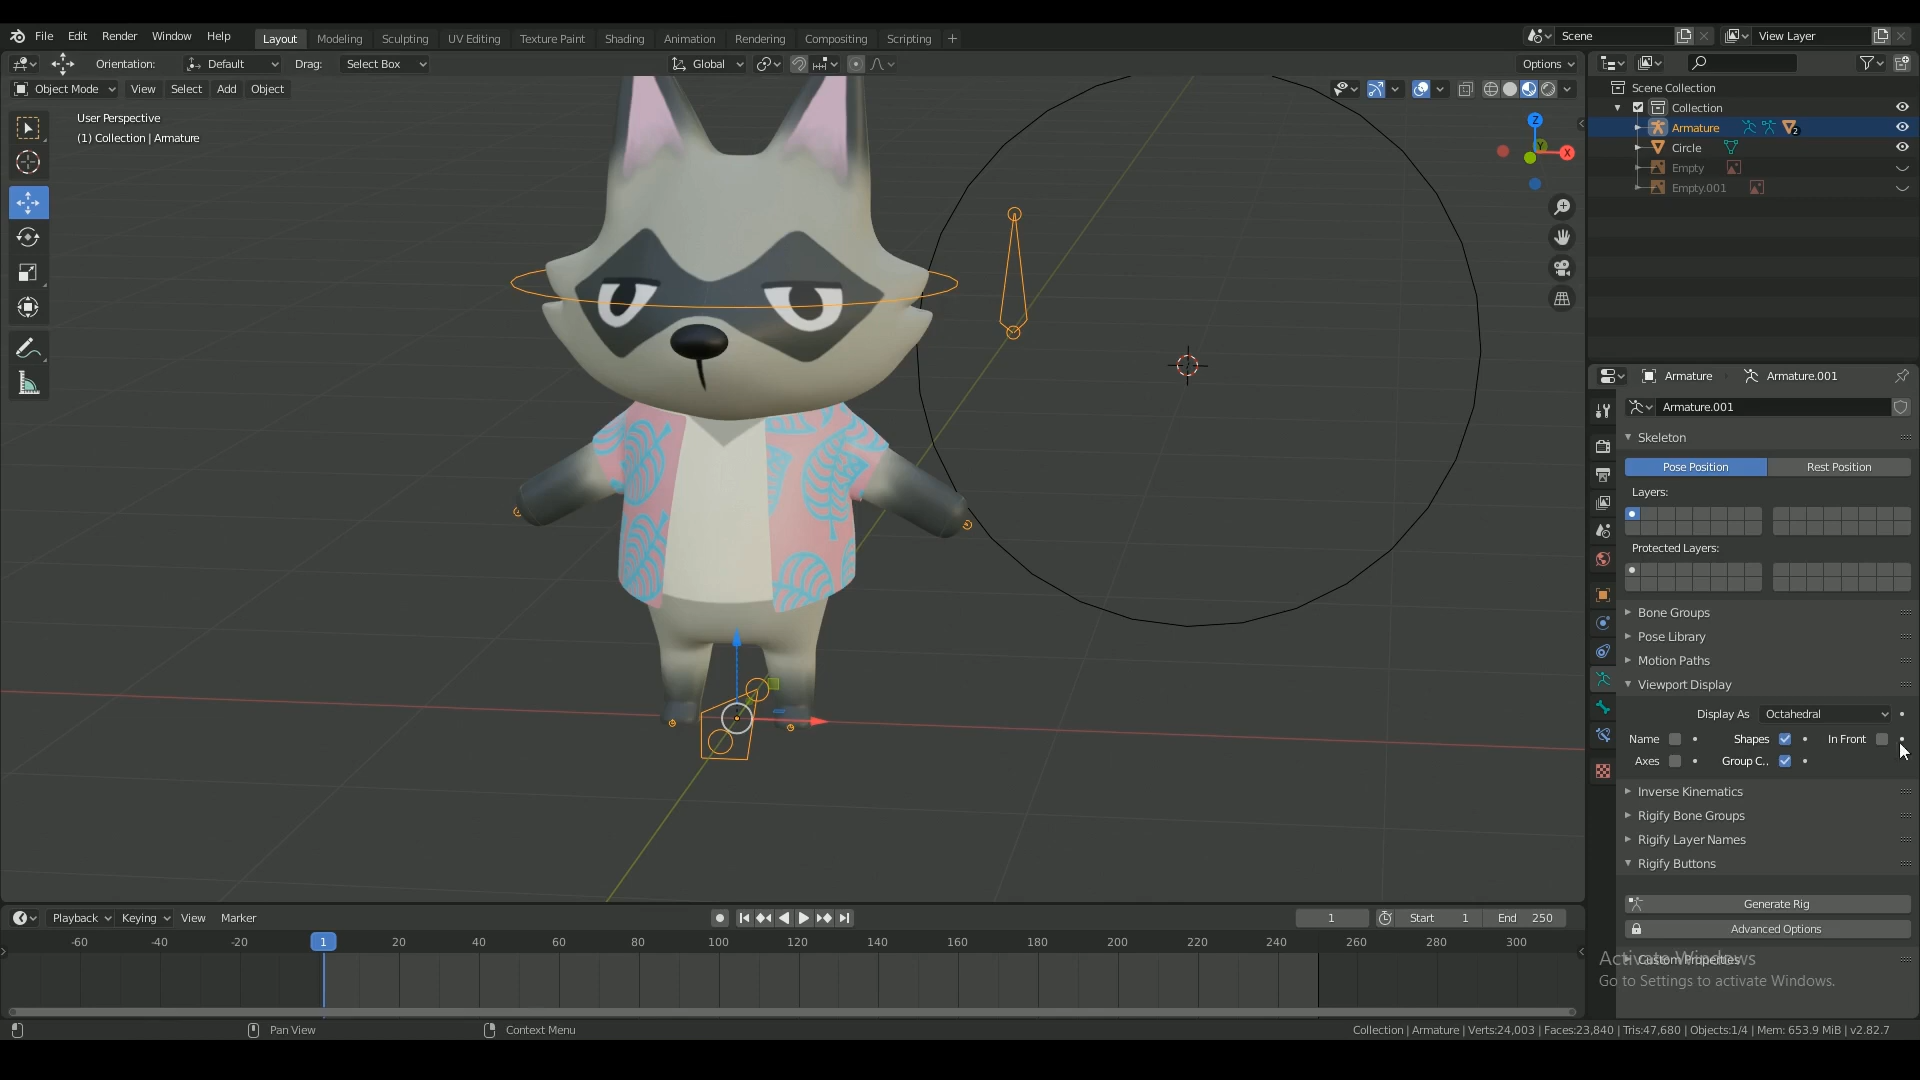 File Edit Render Window Help Layout Modeling Sculpting UV Editing Texture Paint Shading Animation Rendering Compositing Scripting + Scene View Layer
Orientation: Default Drag: Select Box Global Options
Object Mode View Select Add Object
User Perspective
(1) Collection | Armature
Z
Y
X
Scene Collection
Collection
Armature 2
Circle
Empty
Empty.001
Armature Armature.001
Armature.001
Skeleton
Pose Position Rest Position
Layers:
Protected Layers:
Bone Groups
Pose Library
Motion Paths
Viewport Display
Display As Octahedral
Name Shapes In Front
Axes Group C..
Inverse Kinematics
Rigify Bone Groups
Rigify Layer Names
Rigify Buttons
Generate Rig
Advanced Options
Custom Properties
Activate Windows
Go to Settings to activate Windows.
Playback Keying View Marker 1 Start 1 End 250
-60 -40 -20 1 20 40 60 80 100 120 140 160 180 200 220 240 260 280 300
Pan View Context Menu Collection | Armature | Verts:24,003 | Faces:23,840 | Tris:47,680 | Objects:1/4 | Mem: 653.9 MiB | v2.82.7